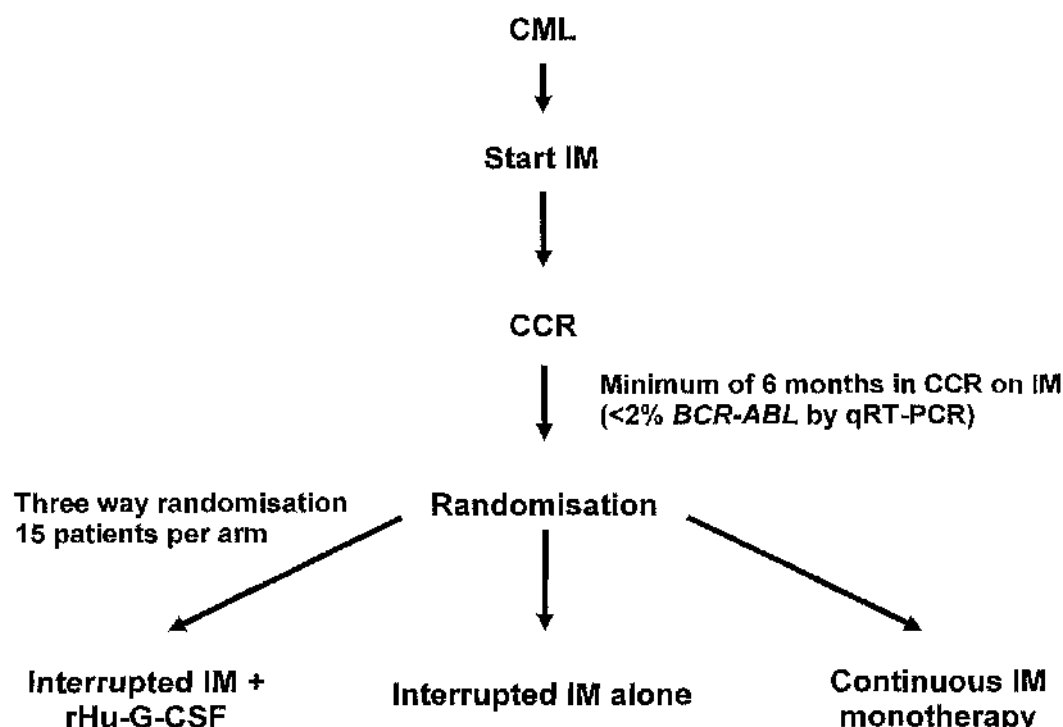 CML
Start IM
CCR
Minimum of 6 months in CCR on IM
(<2% BCR-ABL by qRT-PCR)
Three way randomisation
15 patients per arm
Randomisation
Interrupted IM +
rHu-G-CSF
Interrupted IM alone
Continuous IM
monotherapy